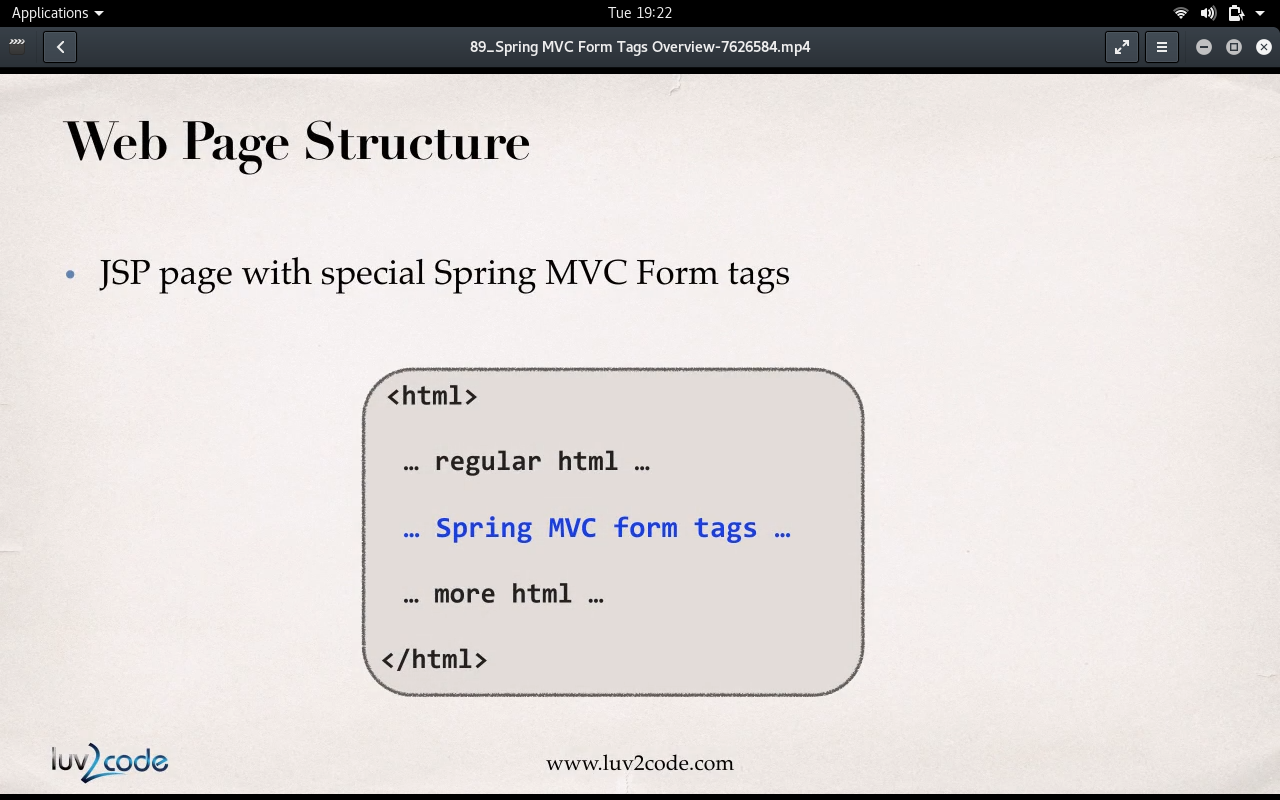 Applications
Tue 19:22
89_Spring MVC Form Tags Overview-7626584.mp4
Web Page Structure
• JSP page with special Spring MVC Form tags
<html>
… regular html …
… Spring MVC form tags …
… more html …
</html>
luv2code
www.luv2code.com